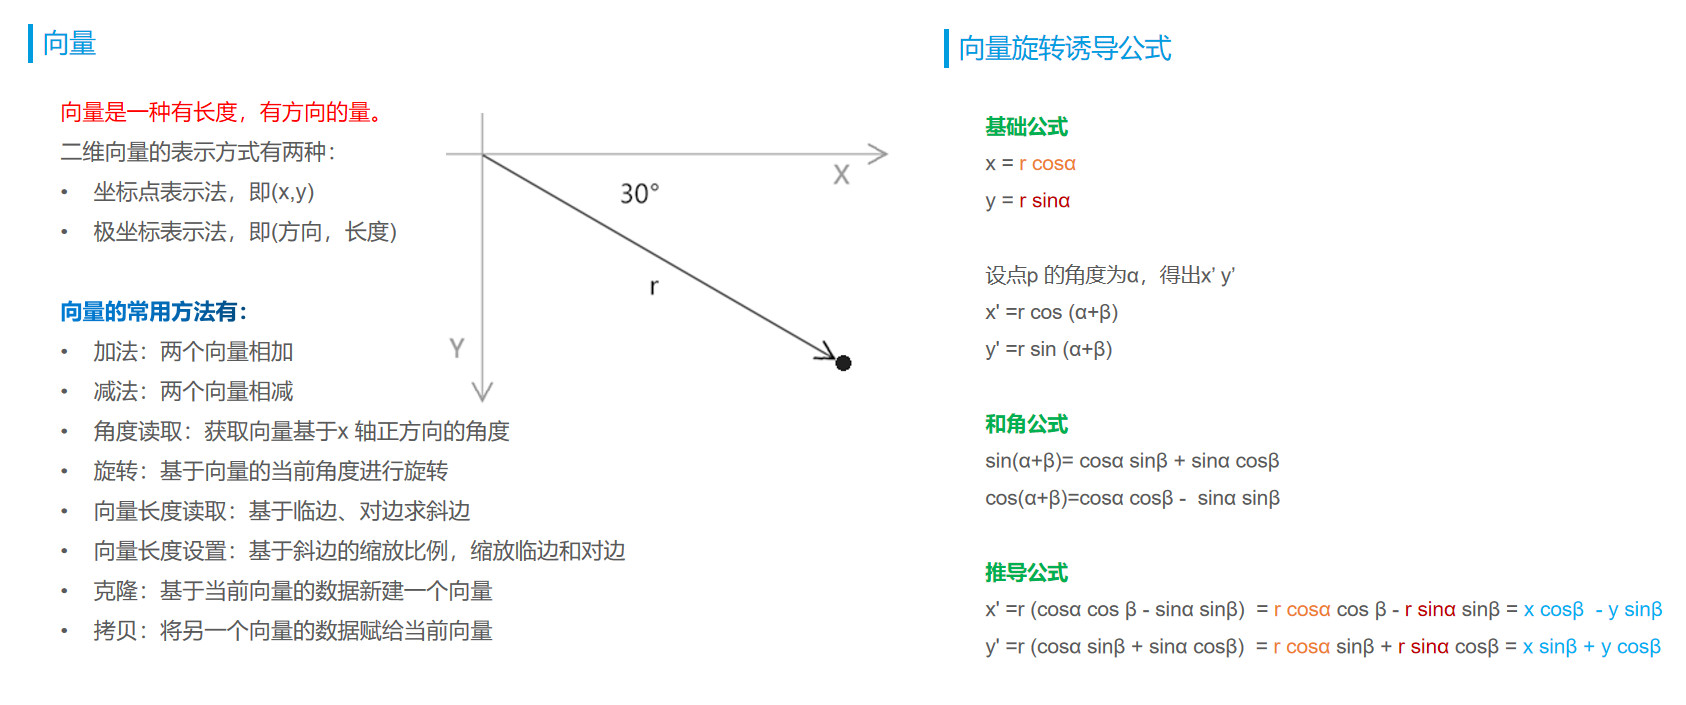 向量
向量是一种有长度，有方向的量。
二维向量的表示方式有两种：
• 坐标点表示法，即(x,y)
• 极坐标表示法，即(方向，长度)
向量的常用方法有：
• 加法：两个向量相加
• 减法：两个向量相减
• 角度读取：获取向量基于x 轴正方向的角度
• 旋转：基于向量的当前角度进行旋转
• 向量长度读取：基于临边、对边求斜边
• 向量长度设置：基于斜边的缩放比例，缩放临边和对边
• 克隆：基于当前向量的数据新建一个向量
• 拷贝：将另一个向量的数据赋给当前向量
X
30°
r
Y
向量旋转诱导公式
基础公式
x = r cosα
y = r sinα
设点p 的角度为α，得出x’ y’
x' =r cos (α+β)
y' =r sin (α+β)
和角公式
sin(α+β)= cosα sinβ + sinα cosβ
cos(α+β)=cosα cosβ - sinα sinβ
推导公式
x' =r (cosα cos β - sinα sinβ) = r cosα cos β - r sinα sinβ = x cosβ - y sinβ
y' =r (cosα sinβ + sinα cosβ) = r cosα sinβ + r sinα cosβ = x sinβ + y cosβ